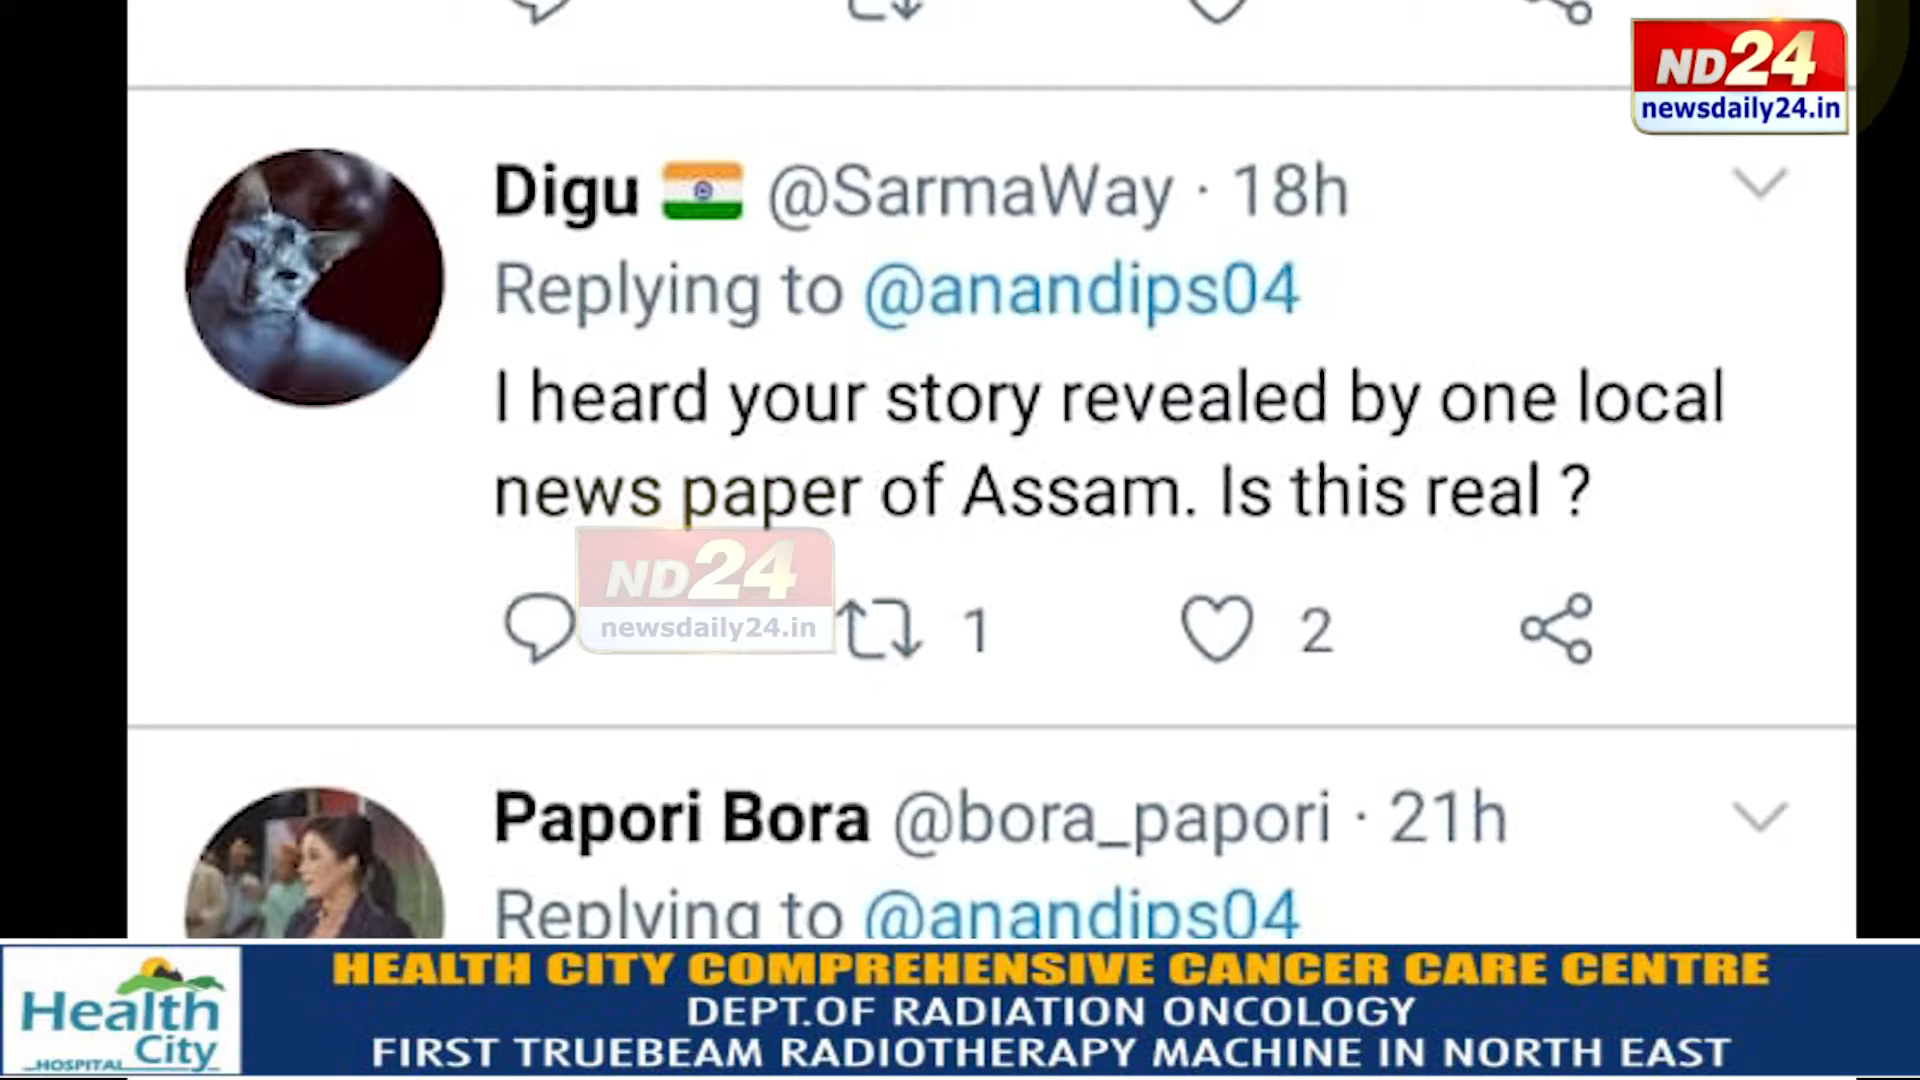 ND24
newsdaily24.in
Digu @SarmaWay · 18h
Replying to @anandips04
I heard your story revealed by one local
news paper of Assam. Is this real ?
ND24
newsdaily24.in
1
2
Papori Bora @bora_papori · 21h
Replying to @anandips04
Health City
HOSPITAL
HEALTH CITY COMPREHENSIVE CANCER CARE CENTRE
DEPT.OF RADIATION ONCOLOGY
FIRST TRUEBEAM RADIOTHERAPY MACHINE IN NORTH EAST